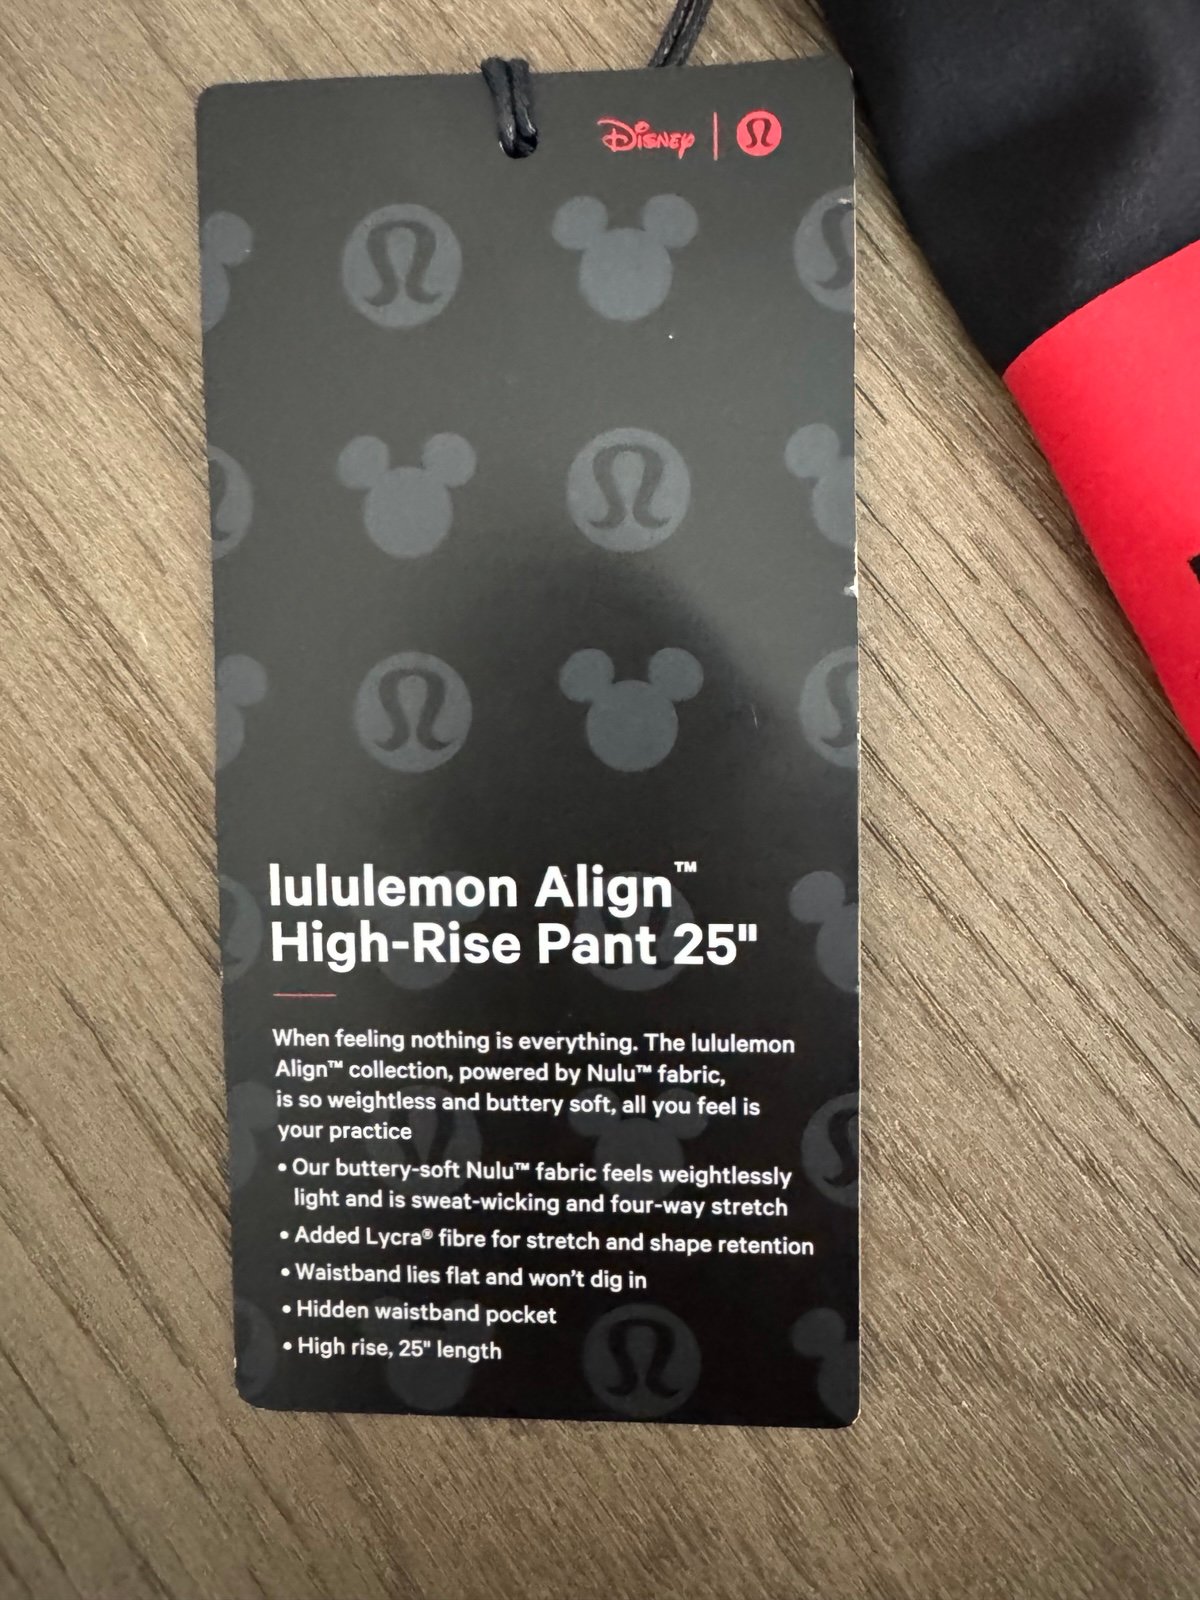 Disney
lululemon Align™
High-Rise Pant 25"
When feeling nothing is everything. The lululemon
Align™ collection, powered by Nulu™ fabric,
is so weightless and buttery soft, all you feel is
your practice
• Our buttery-soft Nulu™ fabric feels weightlessly
light and is sweat-wicking and four-way stretch
• Added Lycra® fibre for stretch and shape retention
• Waistband lies flat and won't dig in
• Hidden waistband pocket
• High rise, 25" length